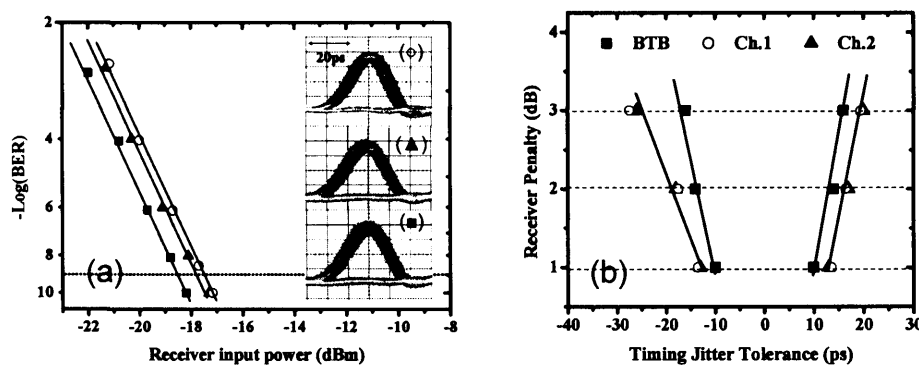 2
4
6
8
10
-Log(BER)
(a)
20ps
(○)
(▲)
(■)
-22 -20 -18 -16 -14 -12 -10 -8
Receiver input power (dBm)
4
3
2
1
0
Receiver Penalty (dB)
BTB Ch.1 Ch.2
(b)
-40 -30 -20 -10 0 10 20 30
Timing Jitter Tolerance (ps)